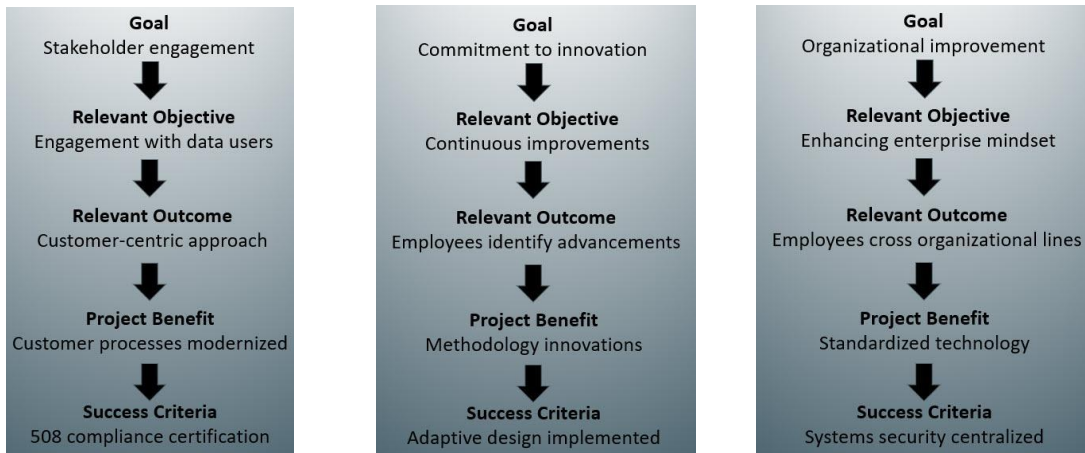 Goal
Stakeholder engagement
Relevant Objective
Engagement with data users
Relevant Outcome
Customer-centric approach
Project Benefit
Customer processes modernized
Success Criteria
508 compliance certification
Goal
Commitment to innovation
Relevant Objective
Continuous improvements
Relevant Outcome
Employees identify advancements
Project Benefit
Methodology innovations
Success Criteria
Adaptive design implemented
Goal
Organizational improvement
Relevant Objective
Enhancing enterprise mindset
Relevant Outcome
Employees cross organizational lines
Project Benefit
Standardized technology
Success Criteria
Systems security centralized